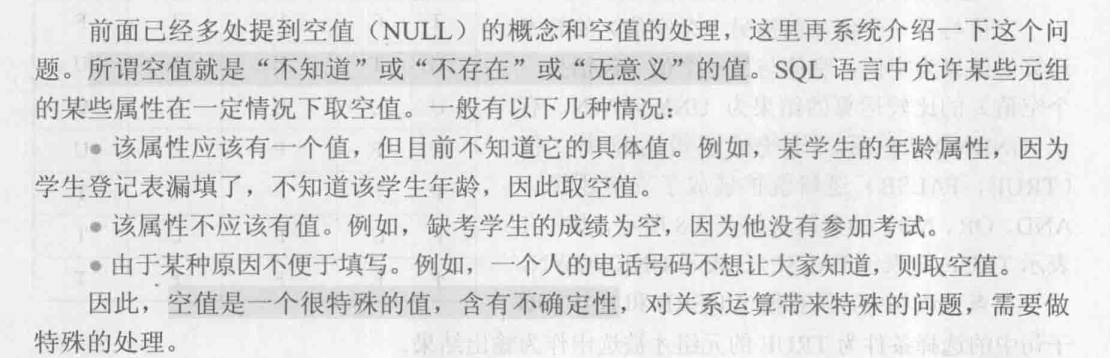 前面已经多处提到空值（NULL）的概念和空值的处理，这里再系统介绍一下这个问
题。所谓空值就是“不知道”或“不存在”或“无意义”的值。SQL 语言中允许某些元组
的某些属性在一定情况下取空值。一般有以下几种情况：
● 该属性应该有一个值，但目前不知道它的具体值。例如，某学生的年龄属性，因为
学生登记表漏填了，不知道该学生年龄，因此取空值。
● 该属性不应该有值。例如，缺考学生的成绩为空，因为他没有参加考试。
● 由于某种原因不便于填写。例如，一个人的电话号码不想让大家知道，则取空值。
因此，空值是一个很特殊的值，含有不确定性，对关系运算带来特殊的问题，需要做
特殊的处理。